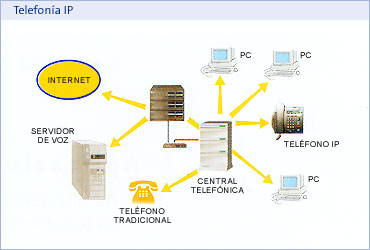 Telefonía IP
PC
PC
INTERNET
SERVIDOR
DE VOZ
TELÉFONO IP
CENTRAL
TELEFÓNICA
PC
TELÉFONO
TRADICIONAL